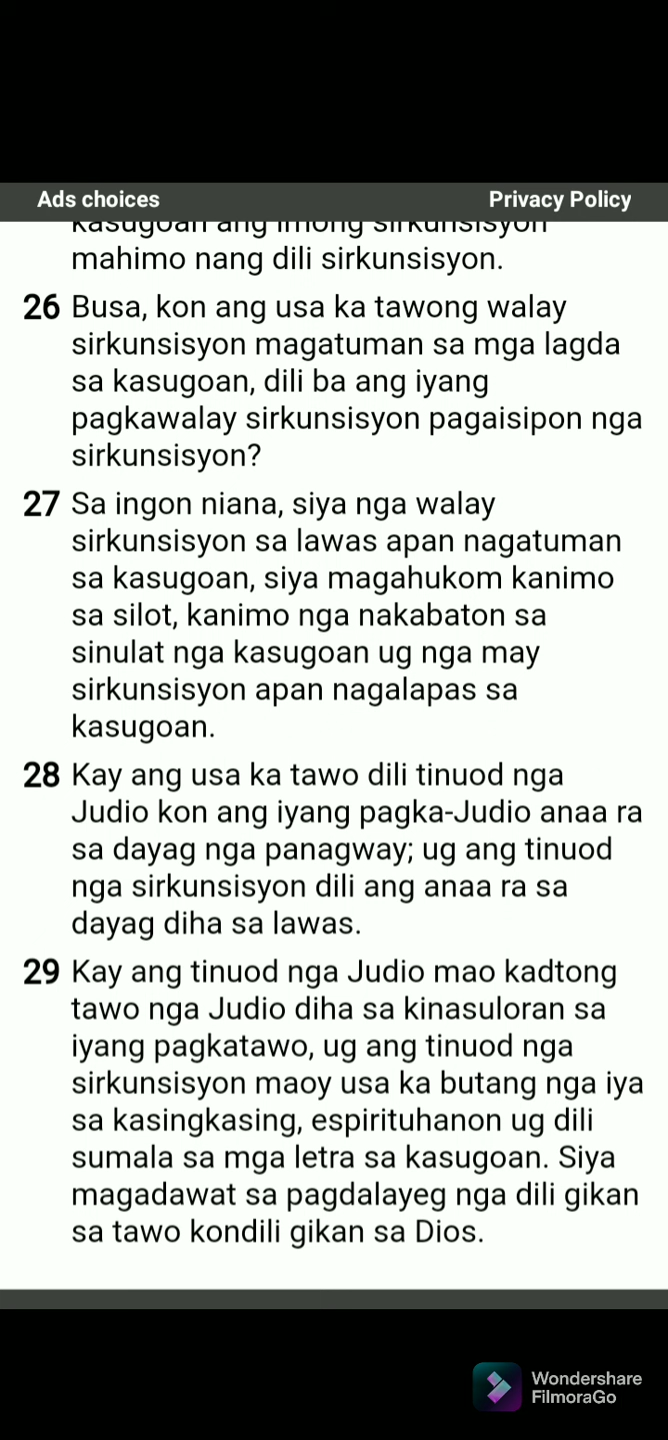 Ads choices Privacy Policy
kasugoan ang imong sirkunsisyon
mahimo nang dili sirkunsisyon.
26 Busa, kon ang usa ka tawong walay
sirkunsisyon magatuman sa mga lagda
sa kasugoan, dili ba ang iyang
pagkawalay sirkunsisyon pagaisipon nga
sirkunsisyon?
27 Sa ingon niana, siya nga walay
sirkunsisyon sa lawas apan nagatuman
sa kasugoan, siya magahukom kanimo
sa silot, kanimo nga nakabaton sa
sinulat nga kasugoan ug nga may
sirkunsisyon apan nagalapas sa
kasugoan.
28 Kay ang usa ka tawo dili tinuod nga
Judio kon ang iyang pagka-Judio anaa ra
sa dayag nga panagway; ug ang tinuod
nga sirkunsisyon dili ang anaa ra sa
dayag diha sa lawas.
29 Kay ang tinuod nga Judio mao kadtong
tawo nga Judio diha sa kinasuloran sa
iyang pagkatawo, ug ang tinuod nga
sirkunsisyon maoy usa ka butang nga iya
sa kasingkasing, espirituhanon ug dili
sumala sa mga letra sa kasugoan. Siya
magadawat sa pagdalayeg nga dili gikan
sa tawo kondili gikan sa Dios.
Wondershare
FilmoraGo